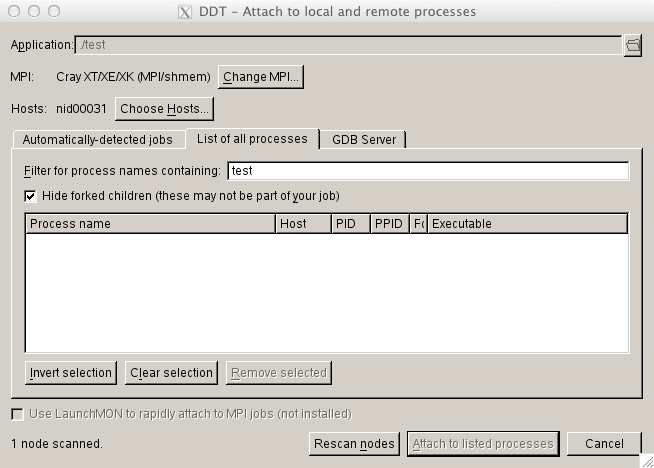 DDT - Attach to local and remote processes
Application: ./test
MPI: Cray XT/XE/XK (MPI/shmem) Change MPI...
Hosts: nid00031 Choose Hosts...
Automatically-detected jobs List of all processes GDB Server
Filter for process names containing: test
Hide forked children (these may not be part of your job)
Process name Host PID PPID Fo Executable
Invert selection Clear selection Remove selected
Use LaunchMON to rapidly attach to MPI jobs (not installed)
1 node scanned. Rescan nodes Attach to listed processes Cancel